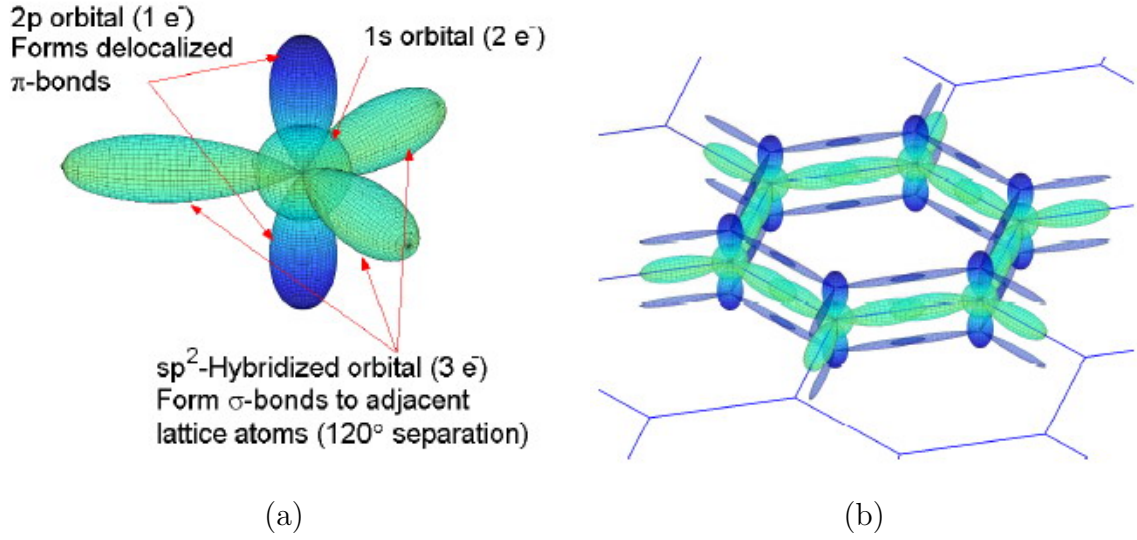 2p orbital (1 e⁻)
Forms delocalized
π-bonds
1s orbital (2 e⁻)
sp²-Hybridized orbital (3 e⁻)
Form σ-bonds to adjacent
lattice atoms (120° separation)
(a)
(b)